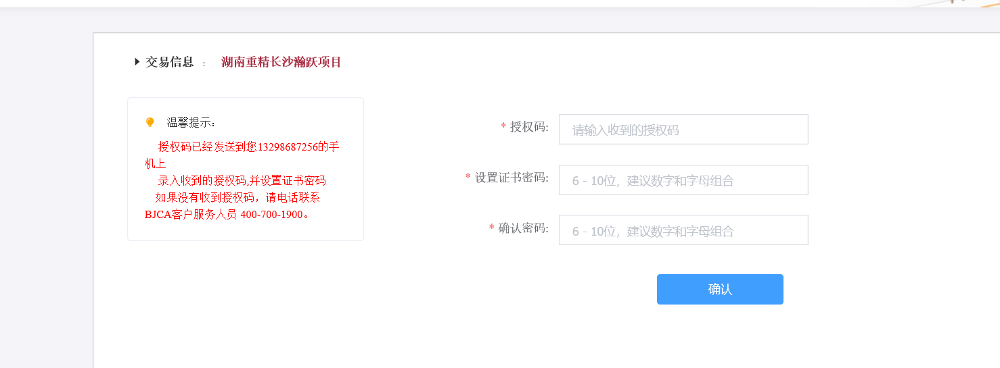 交易信息 : 湖南重精长沙瀚跃项目
温馨提示:
授权码已经发送到您13298687256的手
机上
录入收到的授权码,并设置证书密码
如果没有收到授权码，请电话联系
BJCA客户服务人员 400-700-1900。
* 授权码: 请输入收到的授权码
* 设置证书密码: 6 - 10位，建议数字和字母组合
* 确认密码: 6 - 10位，建议数字和字母组合
确认